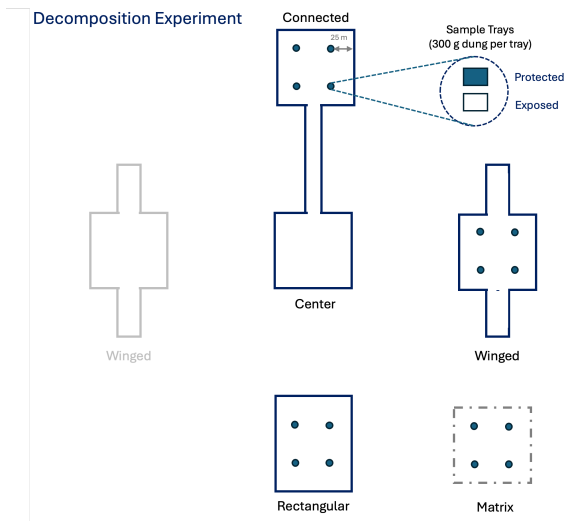 Decomposition Experiment
Connected
25 m
Sample Trays
(300 g dung per tray)
Protected
Exposed
Center
Winged
Winged
Rectangular
Matrix